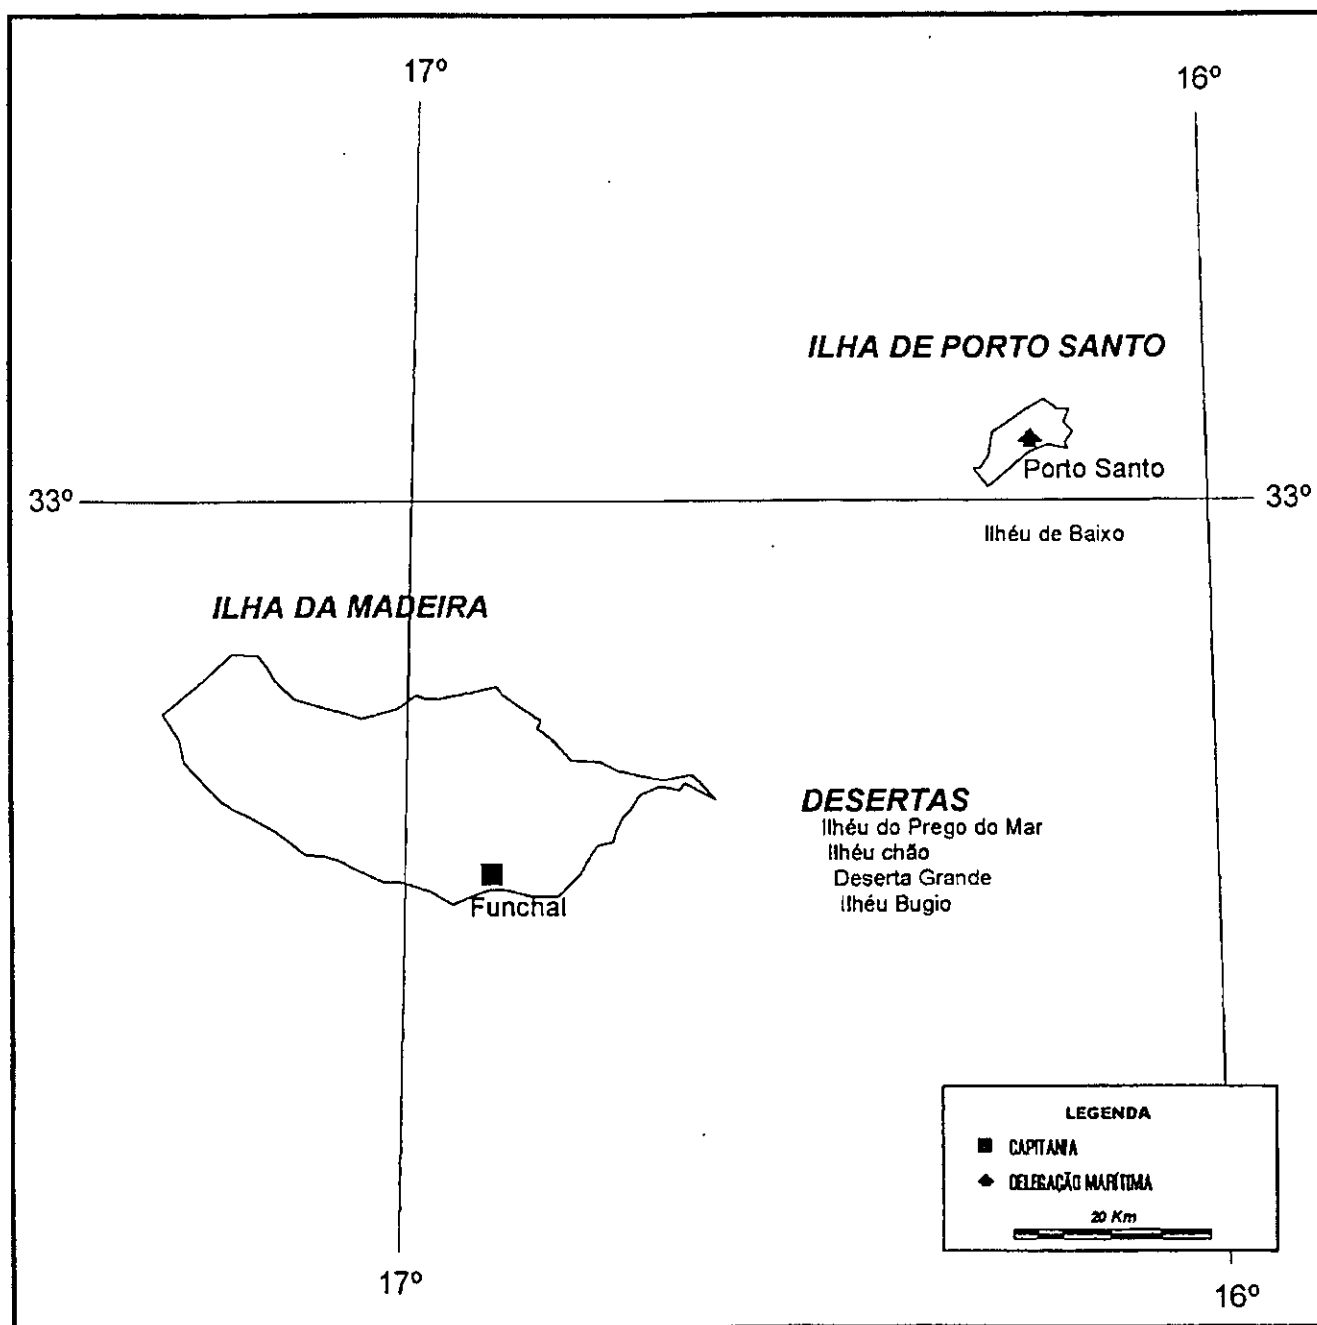 17º
16º
ILHA DE PORTO SANTO
Porto Santo
33º
33º
Ilhéu de Baixo
ILHA DA MADEIRA
DESERTAS
Ilhéu do Prego do Mar
Ilhéu chão
Deserta Grande
Ilhéu Bugio
Funchal
LEGENDA
CAPITANIA
DELEGAÇÃO MARÍTIMA
20 Km
17º
16º